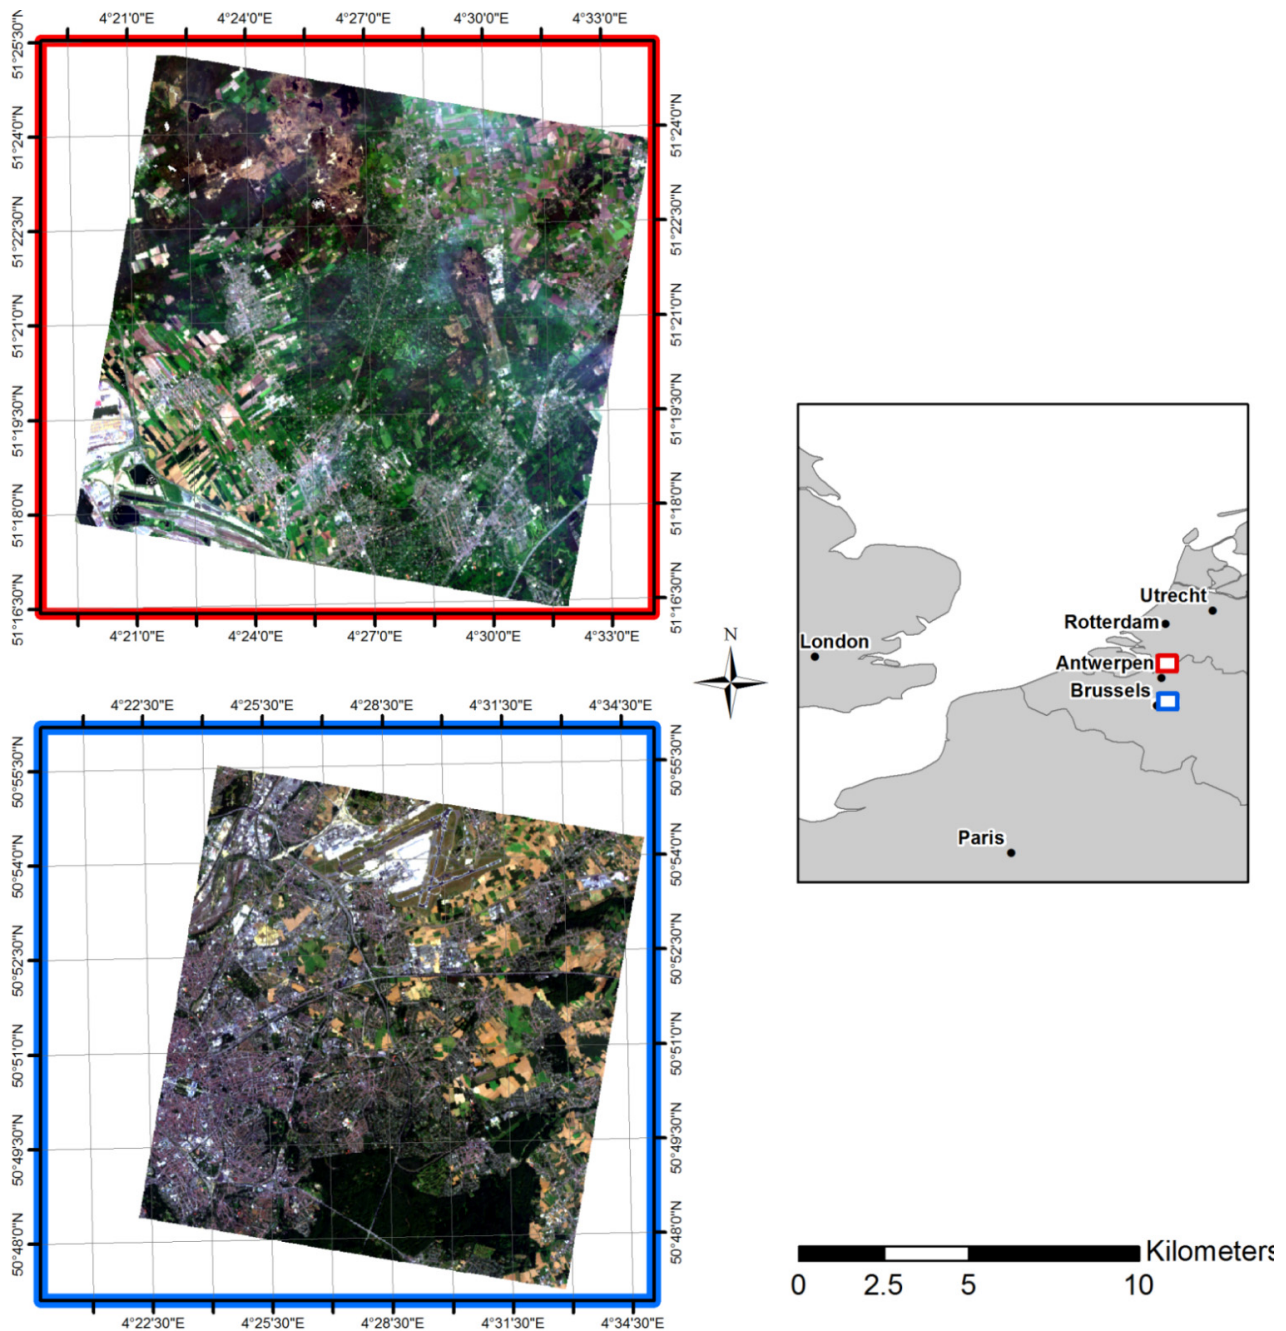 4°21'0"E 4°24'0"E 4°27'0"E 4°30'0"E 4°33'0"E
51°25'30"N
51°24'0"N
51°22'30"N
51°21'0"N
51°19'30"N
51°18'0"N
51°16'30"N
51°24'0"N
51°22'30"N
51°21'0"N
51°19'30"N
51°18'0"N
51°16'30"N
4°21'0"E 4°24'0"E 4°27'0"E 4°30'0"E 4°33'0"E
4°22'30"E 4°25'30"E 4°28'30"E 4°31'30"E 4°34'30"E
50°55'30"N
50°54'0"N
50°52'30"N
50°51'0"N
50°49'30"N
50°48'0"N
50°55'30"N
50°54'0"N
50°52'30"N
50°51'0"N
50°49'30"N
50°48'0"N
4°22'30"E 4°25'30"E 4°28'30"E 4°31'30"E 4°34'30"E
N
Utrecht
Rotterdam
London
Antwerpen
Brussels
Paris
Kilometers
0 2.5 5 10